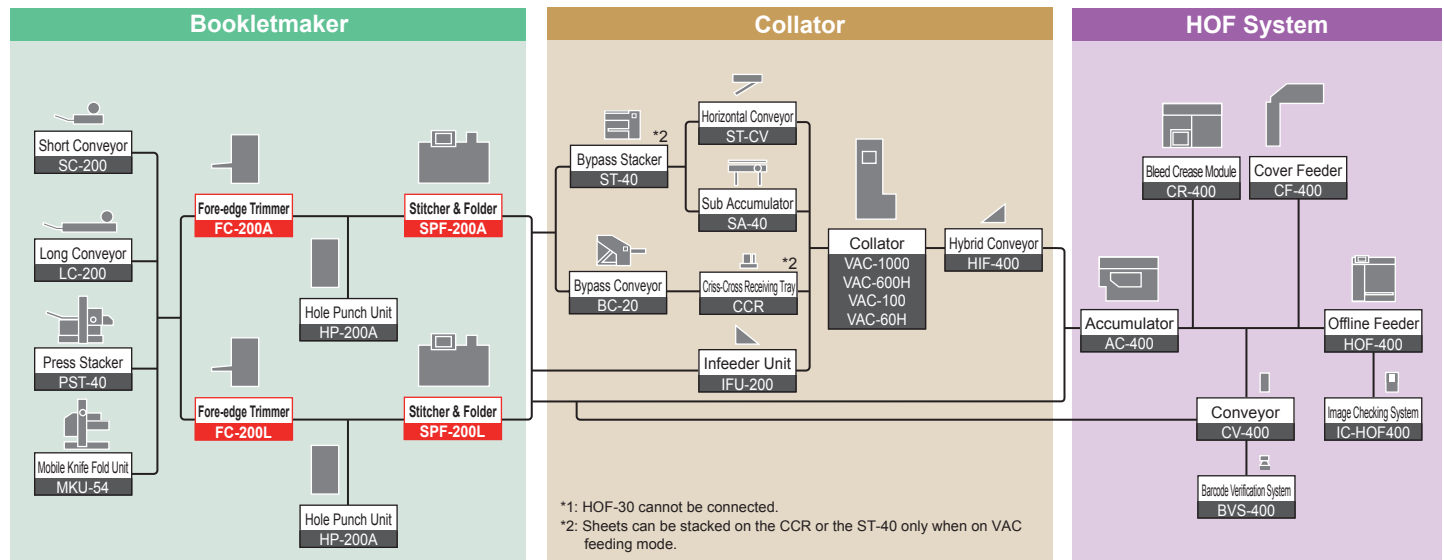 Bookletmaker
Short Conveyor
SC-200
Long Conveyor
LC-200
Press Stacker
PST-40
Mobile Knife Fold Unit
MKU-54
Fore-edge Trimmer
FC-200A
Hole Punch Unit
HP-200A
Fore-edge Trimmer
FC-200L
Hole Punch Unit
HP-200A
Stitcher & Folder
SPF-200A
Stitcher & Folder
SPF-200L
Collator
*2
Bypass Stacker
ST-40
Bypass Conveyor
BC-20
Horizontal Conveyor
ST-CV
Sub Accumulator
SA-40
*2
Criss-Cross Receiving Tray
CCR
Infeeder Unit
IFU-200
Collator
VAC-1000
VAC-600H
VAC-100
VAC-60H
Hybrid Conveyor
HIF-400
*1: HOF-30 cannot be connected.
*2: Sheets can be stacked on the CCR or the ST-40 only when on VAC
feeding mode.
HOF System
Bleed Crease Module
CR-400
Cover Feeder
CF-400
Accumulator
AC-400
Offline Feeder
HOF-400
Conveyor
CV-400
Image Checking System
IC-HOF400
Barcode Verification System
BVS-400